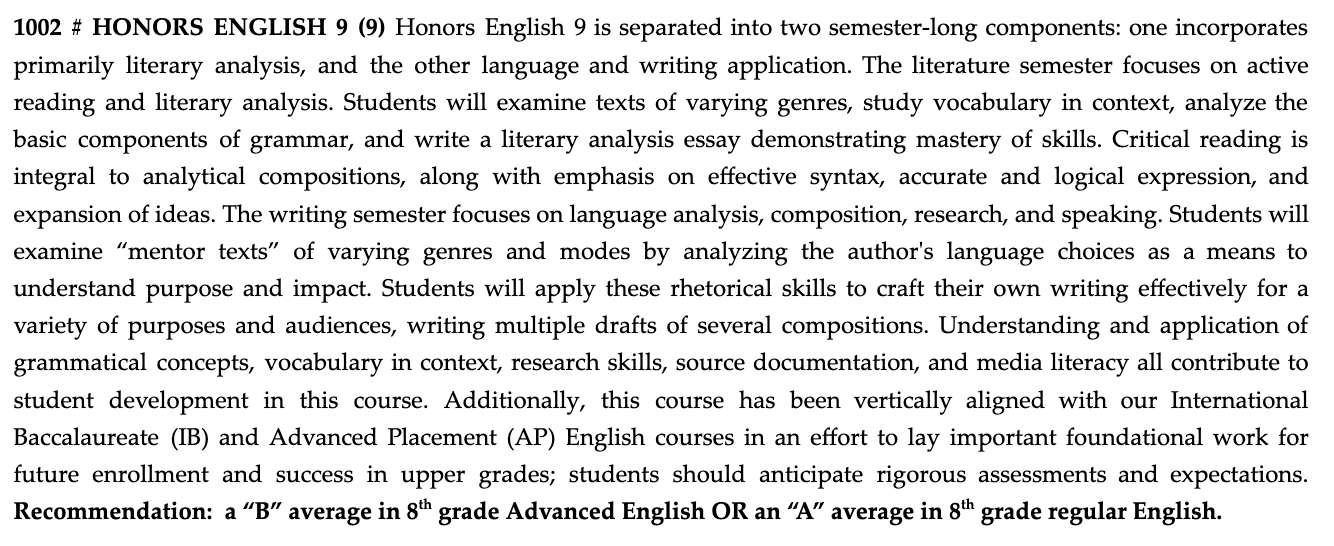 1002 # HONORS ENGLISH 9 (9) Honors English 9 is separated into two semester-long components: one incorporates
primarily literary analysis, and the other language and writing application. The literature semester focuses on active
reading and literary analysis. Students will examine texts of varying genres, study vocabulary in context, analyze the
basic components of grammar, and write a literary analysis essay demonstrating mastery of skills. Critical reading is
integral to analytical compositions, along with emphasis on effective syntax, accurate and logical expression, and
expansion of ideas. The writing semester focuses on language analysis, composition, research, and speaking. Students will
examine “mentor texts” of varying genres and modes by analyzing the author's language choices as a means to
understand purpose and impact. Students will apply these rhetorical skills to craft their own writing effectively for a
variety of purposes and audiences, writing multiple drafts of several compositions. Understanding and application of
grammatical concepts, vocabulary in context, research skills, source documentation, and media literacy all contribute to
student development in this course. Additionally, this course has been vertically aligned with our International
Baccalaureate (IB) and Advanced Placement (AP) English courses in an effort to lay important foundational work for
future enrollment and success in upper grades; students should anticipate rigorous assessments and expectations.
Recommendation: a “B” average in 8th grade Advanced English OR an “A” average in 8th grade regular English.